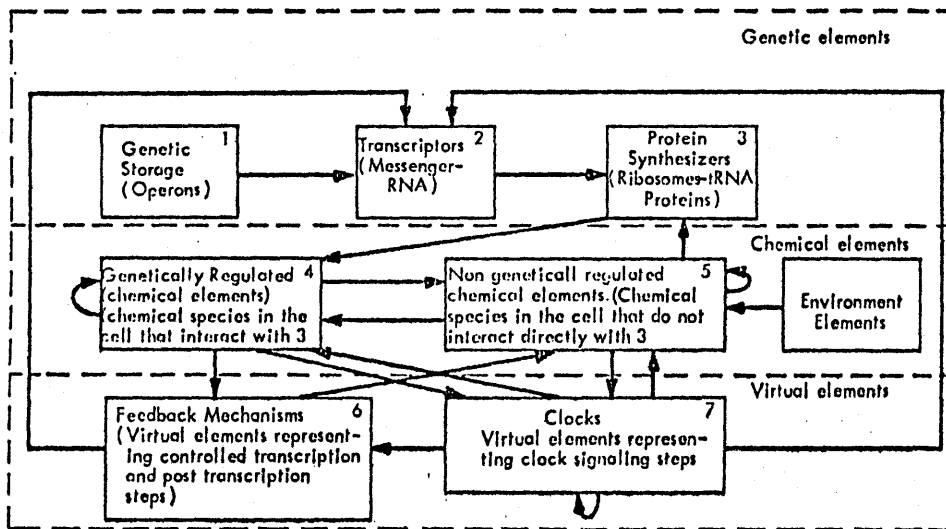 Genetic elements
1
Genetic
Storage
(Operons)
2
Transcriptors
(Messenger-
RNA)
Protein 3
Synthesizers
(Ribosomes-tRNA
Proteins)
Chemical elements
Genetically Regulated 4
(chemical elements)
(chemical species in the
cell that interact with 3
Non geneticall regulated 5
chemical elements. (Chemical
species in the cell that do not
interact directly with 3
Environment
Elements
Virtual elements
Feedback Mechanisms 6
(Virtual elements represent-
ing controlled transcription
and post transcription
steps)
Clocks 7
Virtual elements represen-
ting clock signaling steps